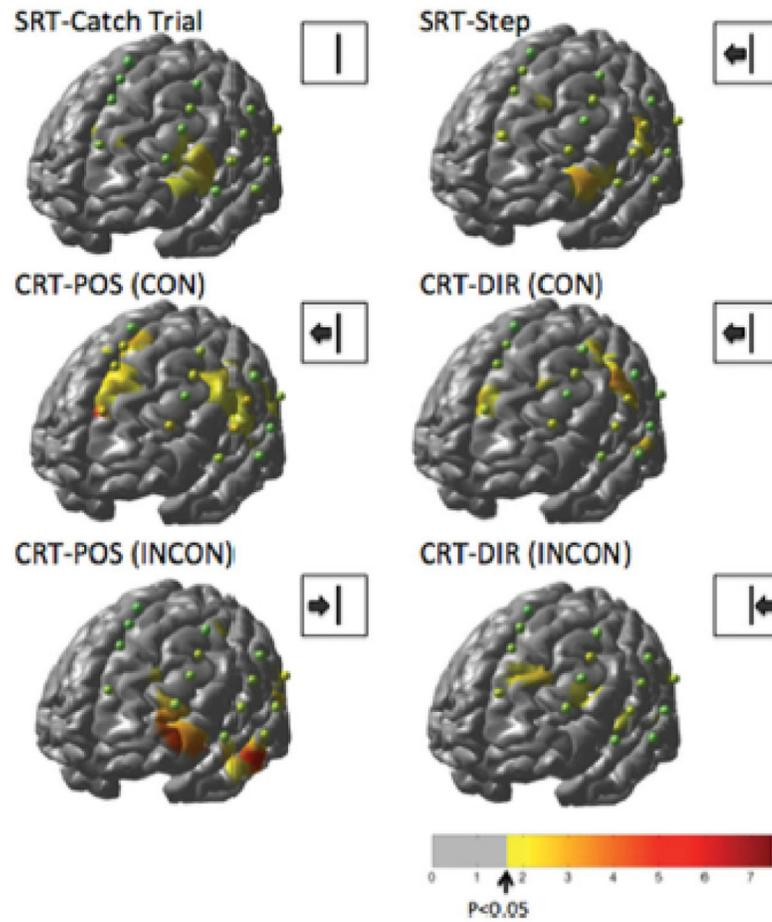 SRT-Catch Trial
SRT-Step
CRT-POS (CON)
CRT-DIR (CON)
CRT-POS (INCON)
CRT-DIR (INCON)
0 1 2 3 4 5 6 7
P<0.05